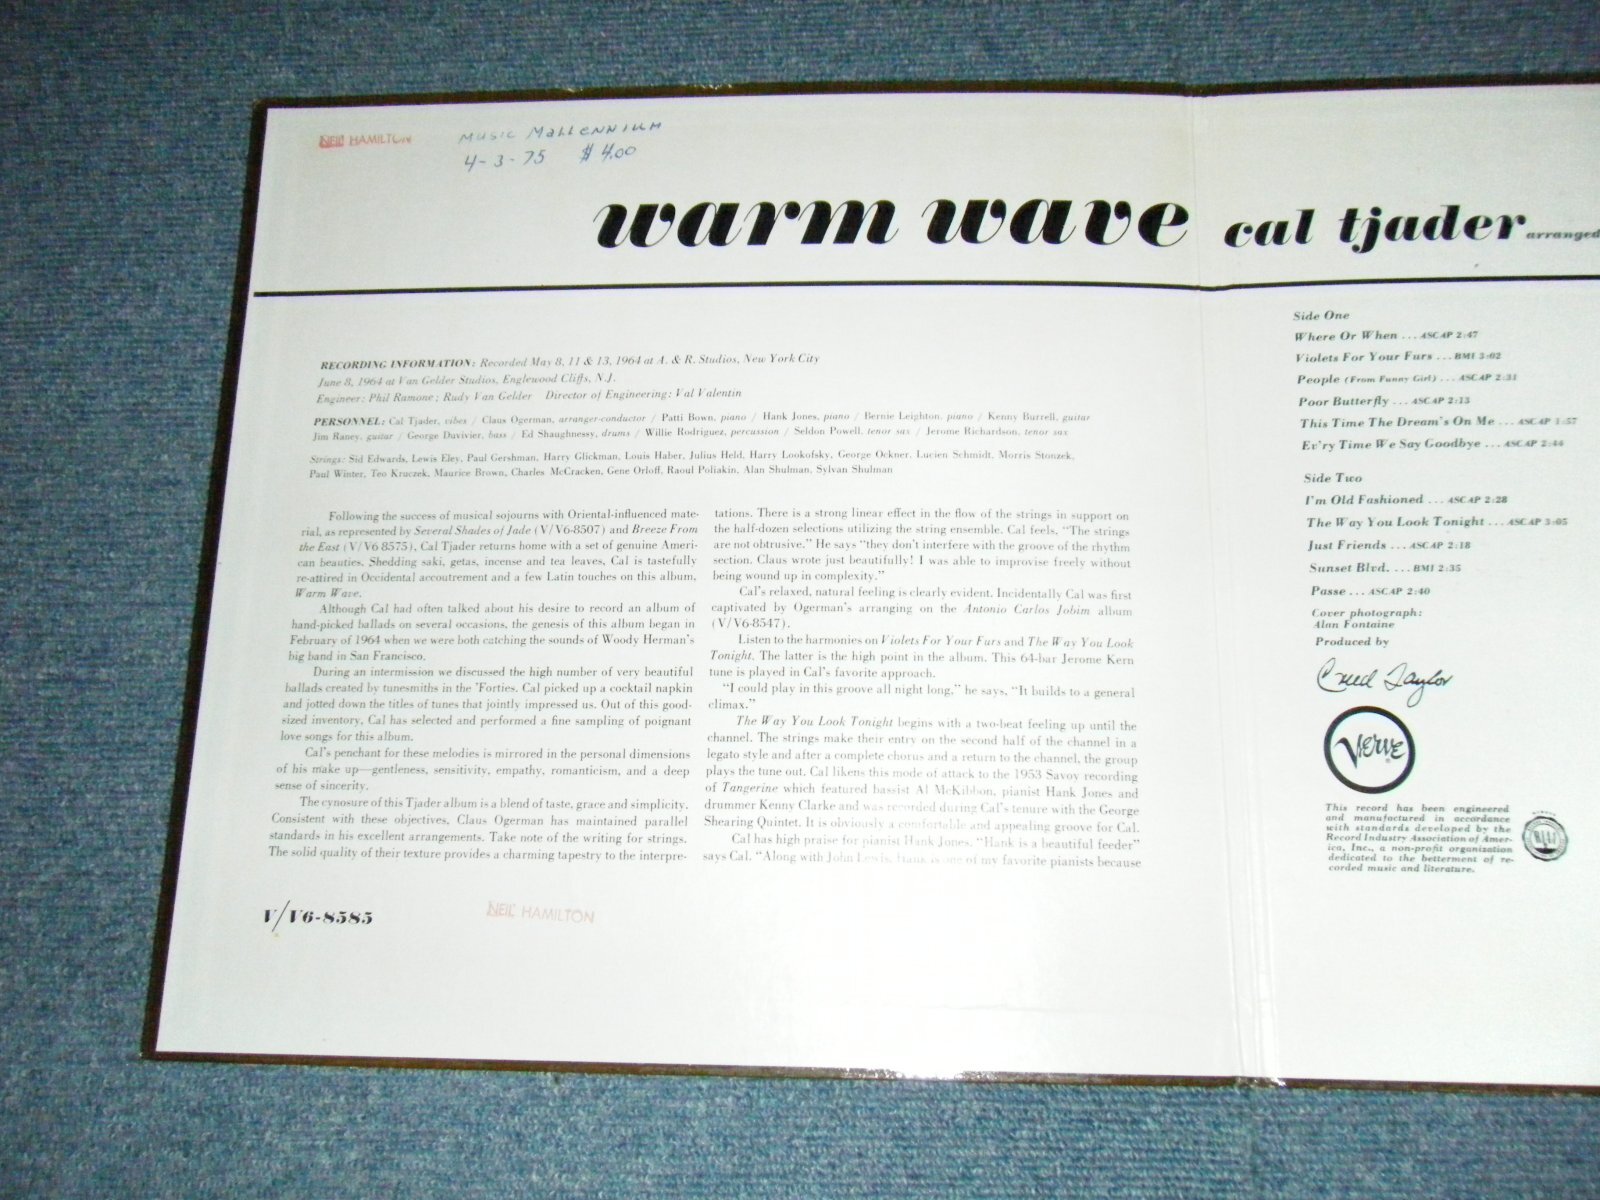 NEIL HAMILTON
MUSIC MALLENNIUM
4-3-75 $4.00
warm wave cal tjader arranged
RECORDING INFORMATION: Recorded May 8, 11 & 13, 1964 at A. & R. Studios, New York City
June 8, 1964 at Van Gelder Studios, Englewood Cliffs, N.J.
Engineer: Phil Ramone; Rudy Van Gelder Director of Engineering: Val Valentin
PERSONNEL: Cal Tjader, vibes / Claus Ogerman, arranger-conductor / Patti Bown, piano / Hank Jones, piano / Bernie Leighton, piano / Kenny Burrell, guitar
Jim Raney, guitar / George Duvivier, bass / Ed Shaughnessy, drums / Willie Rodriguez, percussion / Seldon Powell, tenor sax / Jerome Richardson, tenor sax
Strings: Sid Edwards, Lewis Eley, Paul Gershman, Harry Glickman, Louis Haber, Julius Held, Harry Lookofsky, George Ockner, Lucien Schmidt, Morris Stonzek,
Paul Winter, Teo Kruczek, Maurice Brown, Charles McCracken, Gene Orloff, Raoul Poliakin, Alan Shulman, Sylvan Shulman
Following the success of musical sojourns with Oriental-influenced mate-
rial, as represented by Several Shades of Jade (V/V6-8507) and Breeze From
the East (V/V6-8575), Cal Tjader returns home with a set of genuine Ameri-
can beauties. Shedding saki, getas, incense and tea leaves, Cal is tastefully
re-attired in Occidental accoutrement and a few Latin touches on this album,
Warm Wave.
Although Cal had often talked about his desire to record an album of
hand-picked ballads on several occasions, the genesis of this album began in
February of 1964 when we were both catching the sounds of Woody Herman's
big band in San Francisco.
During an intermission we discussed the high number of very beautiful
ballads created by tunesmiths in the 'Forties. Cal picked up a cocktail napkin
and jotted down the titles of tunes that jointly impressed us. Out of this good-
sized inventory, Cal has selected and performed a fine sampling of poignant
love songs for this album.
Cal's penchant for these melodies is mirrored in the personal dimensions
of his make up—gentleness, sensitivity, empathy, romanticism, and a deep
sense of sincerity.
The cynosure of this Tjader album is a blend of taste, grace and simplicity.
Consistent with these objectives, Claus Ogerman has maintained parallel
standards in his excellent arrangements. Take note of the writing for strings.
The solid quality of their texture provides a charming tapestry to the interpre-
tations. There is a strong linear effect in the flow of the strings in support on
the half-dozen selections utilizing the string ensemble. Cal feels, "The strings
are not obtrusive." He says "they don't interfere with the groove of the rhythm
section. Claus wrote just beautifully! I was able to improvise freely without
being wound up in complexity."
Cal's relaxed, natural feeling is clearly evident. Incidentally Cal was first
captivated by Ogerman's arranging on the Antonio Carlos Jobim album
(V/V6-8547).
Listen to the harmonies on Violets For Your Furs and The Way You Look
Tonight. The latter is the high point in the album. This 64-bar Jerome Kern
tune is played in Cal's favorite approach.
"I could play in this groove all night long," he says, "It builds to a general
climax."
The Way You Look Tonight begins with a two-beat feeling up until the
channel. The strings make their entry on the second half of the channel in a
legato style and after a complete chorus and a return to the channel, the group
plays the tune out. Cal likens this mode of attack to the 1953 Savoy recording
of Tangerine which featured bassist Al McKibbon, pianist Hank Jones and
drummer Kenny Clarke and was recorded during Cal's tenure with the George
Shearing Quintet. It is obviously a comfortable and appealing groove for Cal.
Cal has high praise for pianist Hank Jones. "Hank is a beautiful feeder"
says Cal. "Along with John Lewis, Hank is one of my favorite pianists because
V/V6-8585
NEIL HAMILTON
Side One
Where Or When ... ASCAP 2:47
Violets For Your Furs ... BMI 3:02
People (From Funny Girl) ... ASCAP 2:31
Poor Butterfly ... ASCAP 2:13
This Time The Dream's On Me ... ASCAP 1:57
Ev'ry Time We Say Goodbye ... ASCAP 2:44
Side Two
I'm Old Fashioned ... ASCAP 2:28
The Way You Look Tonight ... ASCAP 3:05
Just Friends ... ASCAP 2:18
Sunset Blvd. ... BMI 2:35
Passe ... ASCAP 2:40
Cover photograph:
Alan Fontaine
Produced by
Creed Taylor
VERVE
This record has been engineered
and manufactured in accordance
with standards developed by the
Record Industry Association of Amer-
ica, Inc., a non-profit organization
dedicated to the betterment of re-
corded music and literature.
RIAA